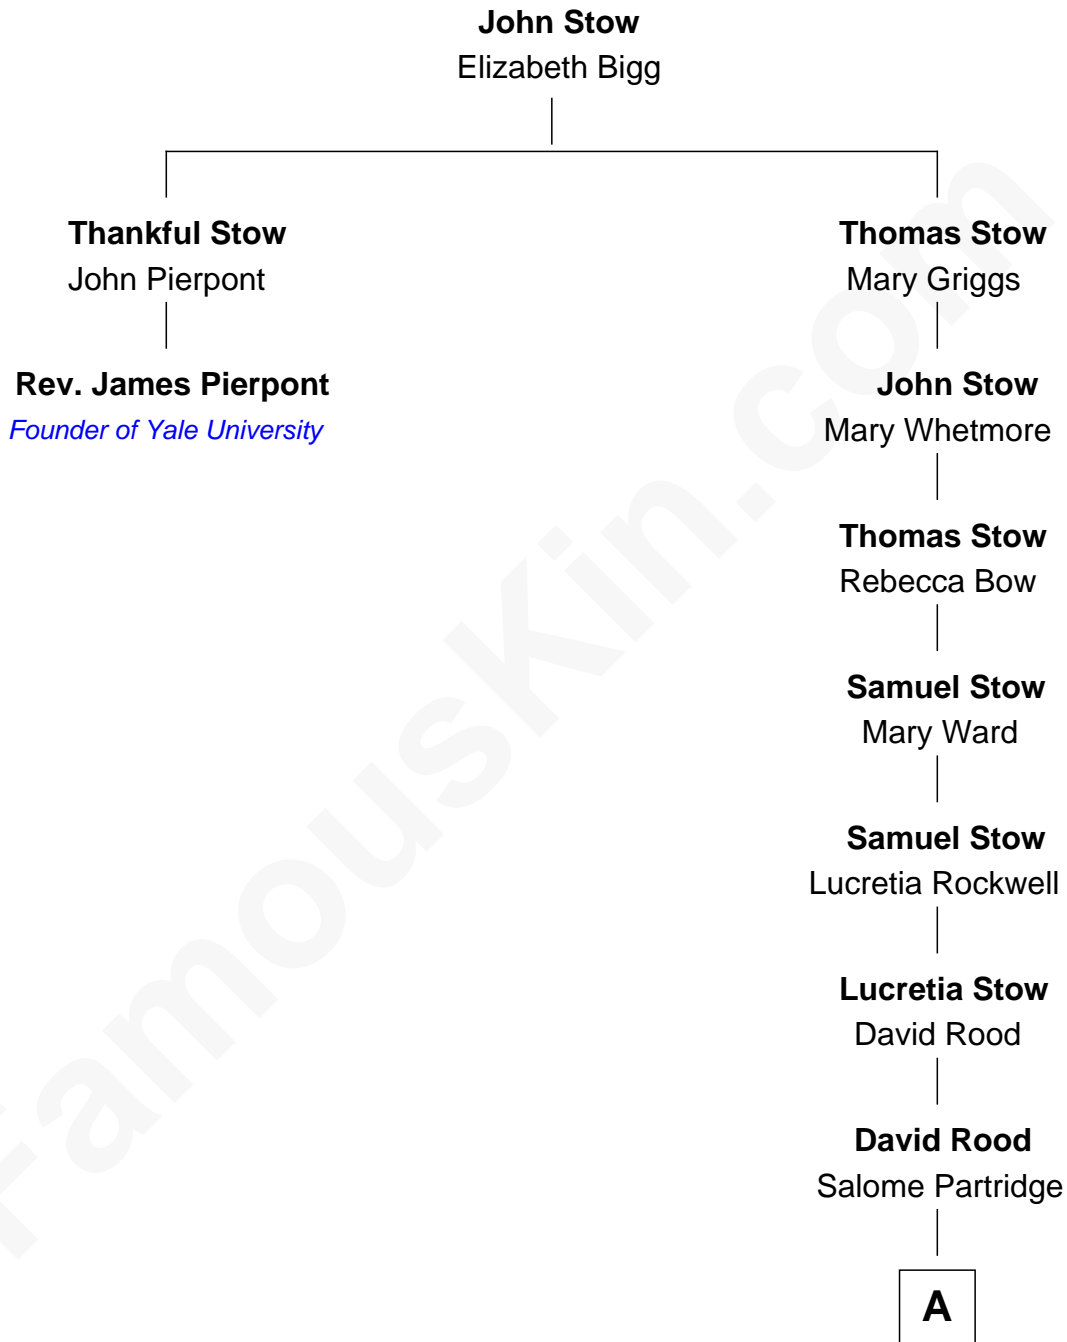 John Stow
Elizabeth Bigg
Thankful Stow
John Pierpont
Rev. James Pierpont
Founder of Yale University
Thomas Stow
Mary Griggs
John Stow
Mary Whetmore
Thomas Stow
Rebecca Bow
Samuel Stow
Mary Ward
Samuel Stow
Lucretia Rockwell
Lucretia Stow
David Rood
David Rood
Salome Partridge
A
FamousKin.com